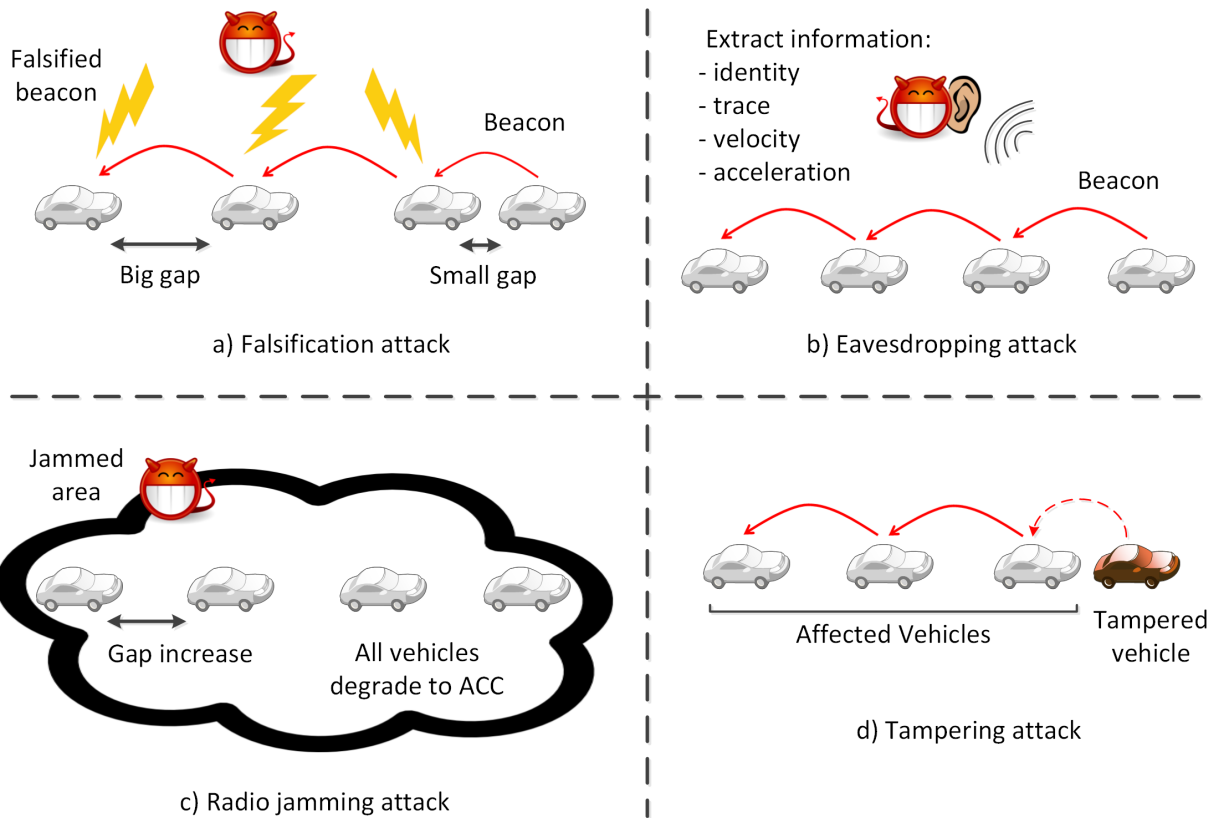 Falsified
beacon
Beacon
Big gap
Small gap
a) Falsification attack
Extract information:
- identity
- trace
- velocity
- acceleration
Beacon
b) Eavesdropping attack
Jammed
area
Gap increase
All vehicles
degrade to ACC
c) Radio jamming attack
Affected Vehicles
Tampered
vehicle
d) Tampering attack